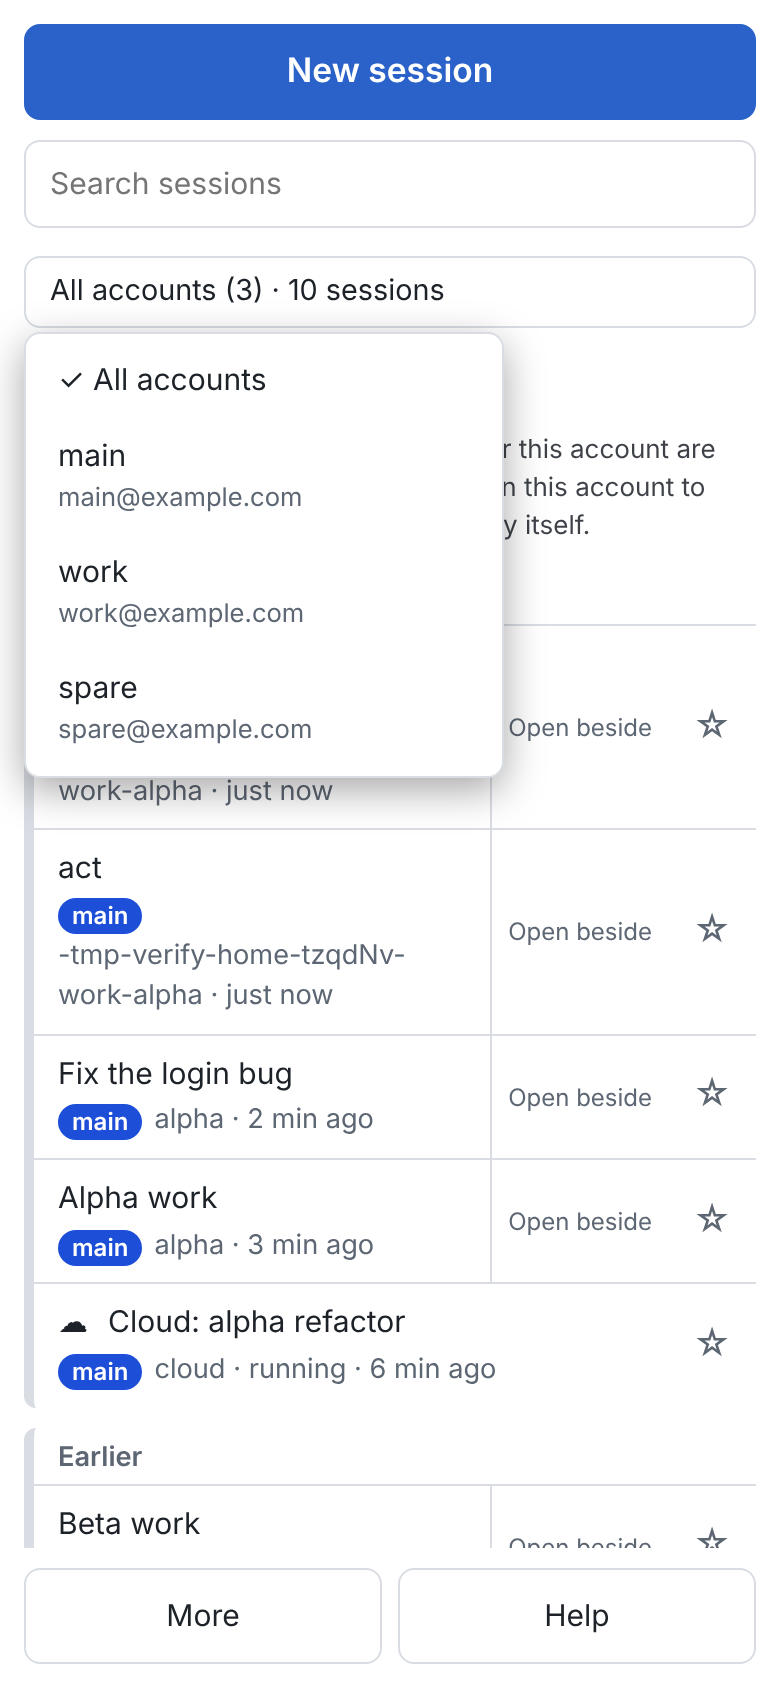 New session
Search sessions
All accounts (3) · 10 sessions
✓ All accounts
main
main@example.com
work
work@example.com
spare
spare@example.com
this account are
this account to
itself.
Open beside ☆
work-alpha · just now
act
main
-tmp-verify-home-tzqdNv-
work-alpha · just now
Open beside ☆
Fix the login bug
main alpha · 2 min ago
Open beside ☆
Alpha work
main alpha · 3 min ago
Open beside ☆
☁ Cloud: alpha refactor
main cloud · running · 6 min ago
☆
Earlier
Beta work
Open beside ☆
More
Help